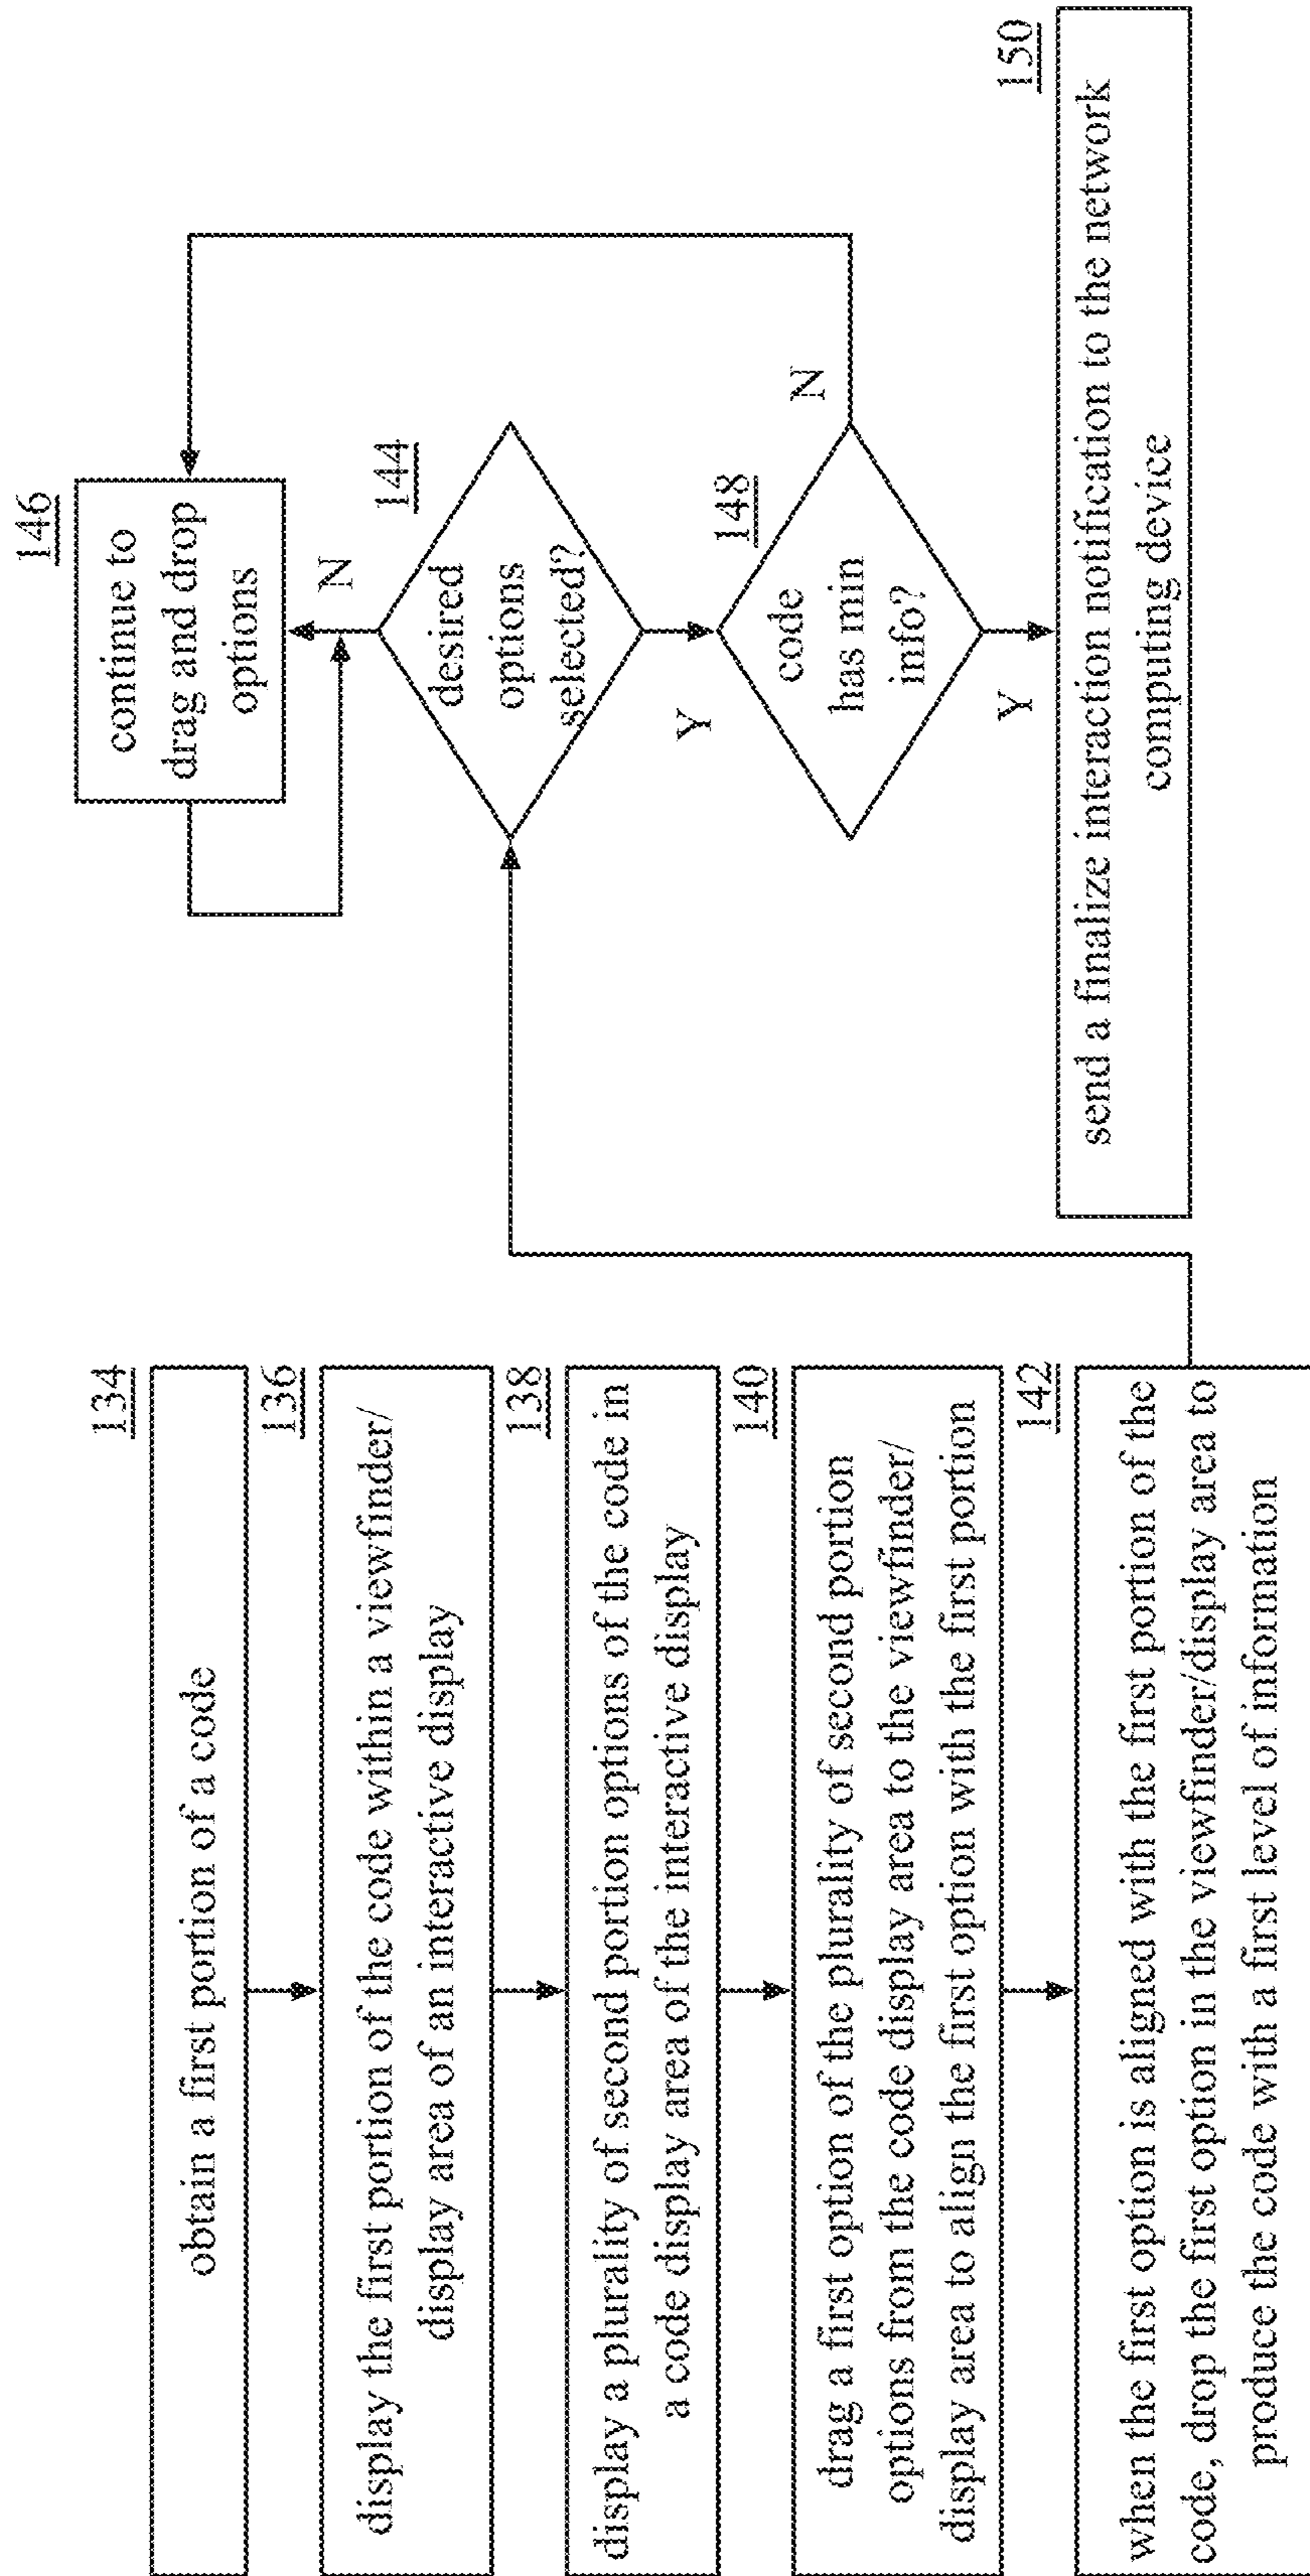 134
obtain a first portion of a code
136
display the first portion of the code within a viewfinder/
display area of an interactive display
138
display a plurality of second portion options of the code in
a code display area of the interactive display
140
drag a first option of the plurality of second portion
options from the code display area to the viewfinder/
display area to align the first option with the first portion
142
when the first option is aligned with the first portion of the
code, drop the first option in the viewfinder/display area to
produce the code with a first level of information
146
continue to
drag and drop
options
N
144
desired
options
selected?
Y
148
code
has min
info?
N
Y
150
send a finalize interaction notification to the network
computing device